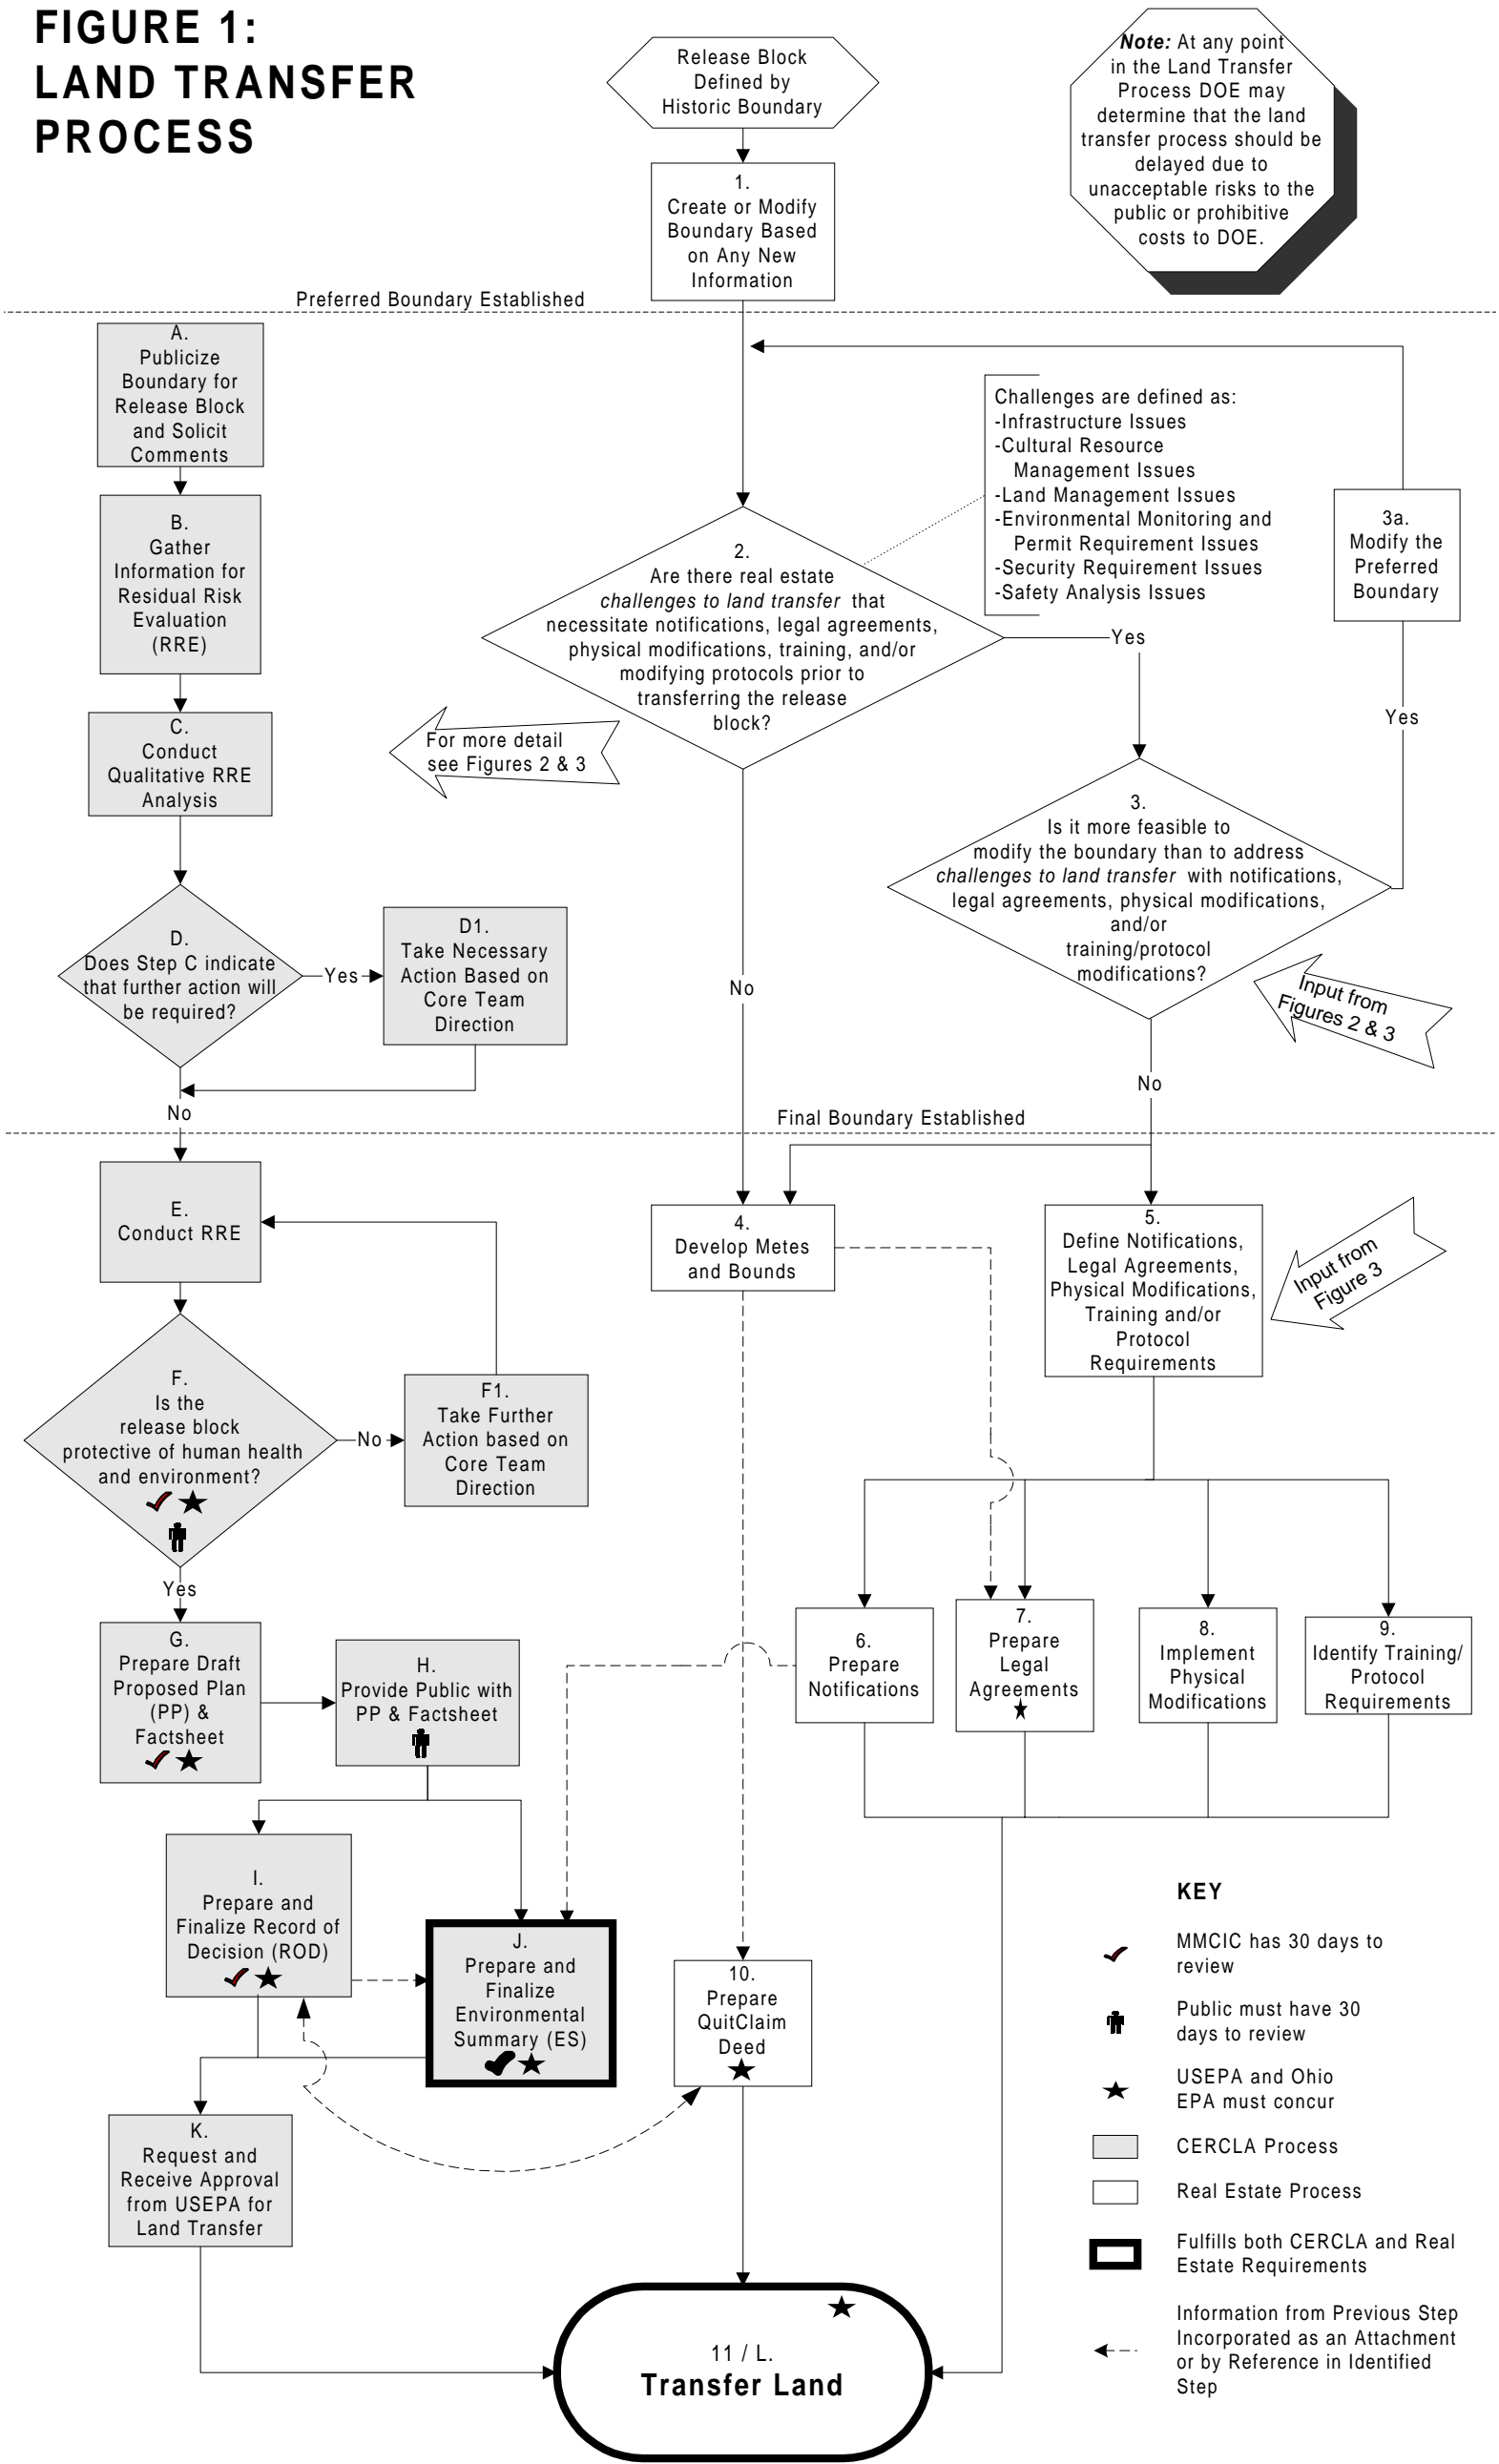 FIGURE 1:
LAND TRANSFER
PROCESS
Release Block
Defined by
Historic Boundary
Note: At any point
in the Land Transfer
Process DOE may
determine that the land
transfer process should be
delayed due to
unacceptable risks to the
public or prohibitive
costs to DOE.
1.
Create or Modify
Boundary Based
on Any New
Information
Preferred Boundary Established
A.
Publicize
Boundary for
Release Block
and Solicit
Comments
B.
Gather
Information for
Residual Risk
Evaluation
(RRE)
C.
Conduct
Qualitative RRE
Analysis
D.
Does Step C indicate
that further action will
be required?
Yes
D1.
Take Necessary
Action Based on
Core Team
Direction
No
For more detail
see Figures 2 & 3
Challenges are defined as:
-Infrastructure Issues
-Cultural Resource
Management Issues
-Land Management Issues
-Environmental Monitoring and
Permit Requirement Issues
-Security Requirement Issues
-Safety Analysis Issues
2.
Are there real estate
challenges to land transfer that
necessitate notifications, legal agreements,
physical modifications, training, and/or
modifying protocols prior to
transferring the release
block?
Yes
No
3a.
Modify the
Preferred
Boundary
Yes
3.
Is it more feasible to
modify the boundary than to address
challenges to land transfer with notifications,
legal agreements, physical modifications,
and/or
training/protocol
modifications?
Input from
Figures 2 & 3
No
Final Boundary Established
E.
Conduct RRE
F.
Is the
release block
protective of human health
and environment?
No
F1.
Take Further
Action based on
Core Team
Direction
Yes
4.
Develop Metes
and Bounds
5.
Define Notifications,
Legal Agreements,
Physical Modifications,
Training and/or
Protocol
Requirements
Input from
Figure 3
G.
Prepare Draft
Proposed Plan
(PP) &
Factsheet
H.
Provide Public with
PP & Factsheet
6.
Prepare
Notifications
7.
Prepare
Legal
Agreements
8.
Implement
Physical
Modifications
9.
Identify Training/
Protocol
Requirements
I.
Prepare and
Finalize Record of
Decision (ROD)
J.
Prepare and
Finalize
Environmental
Summary (ES)
10.
Prepare
QuitClaim
Deed
K.
Request and
Receive Approval
from USEPA for
Land Transfer
11 / L.
Transfer Land
KEY
MMCIC has 30 days to
review
Public must have 30
days to review
USEPA and Ohio
EPA must concur
CERCLA Process
Real Estate Process
Fulfills both CERCLA and Real
Estate Requirements
Information from Previous Step
Incorporated as an Attachment
or by Reference in Identified
Step